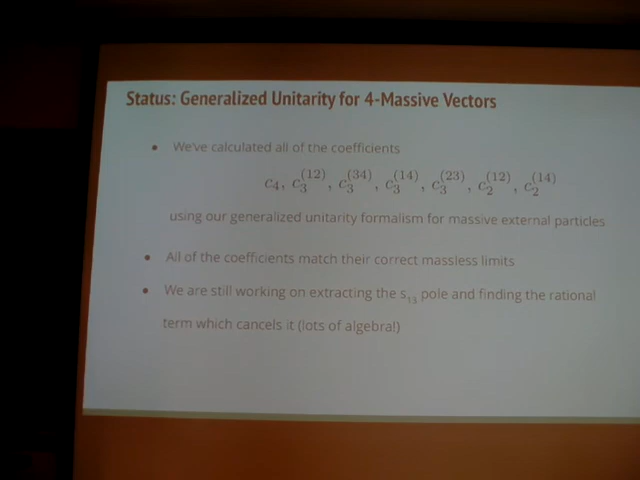 Status: Generalized Unitarity for 4-Massive Vectors
• We've calculated all of the coefficients
c₄, c₃⁽¹²⁾, c₃⁽³⁴⁾, c₃⁽¹⁴⁾, c₃⁽²³⁾, c₂⁽¹²⁾, c₂⁽¹⁴⁾
using our generalized unitarity formalism for massive external particles
• All of the coefficients match their correct massless limits
• We are still working on extracting the s₁₃ pole and finding the rational
term which cancels it (lots of algebra!)